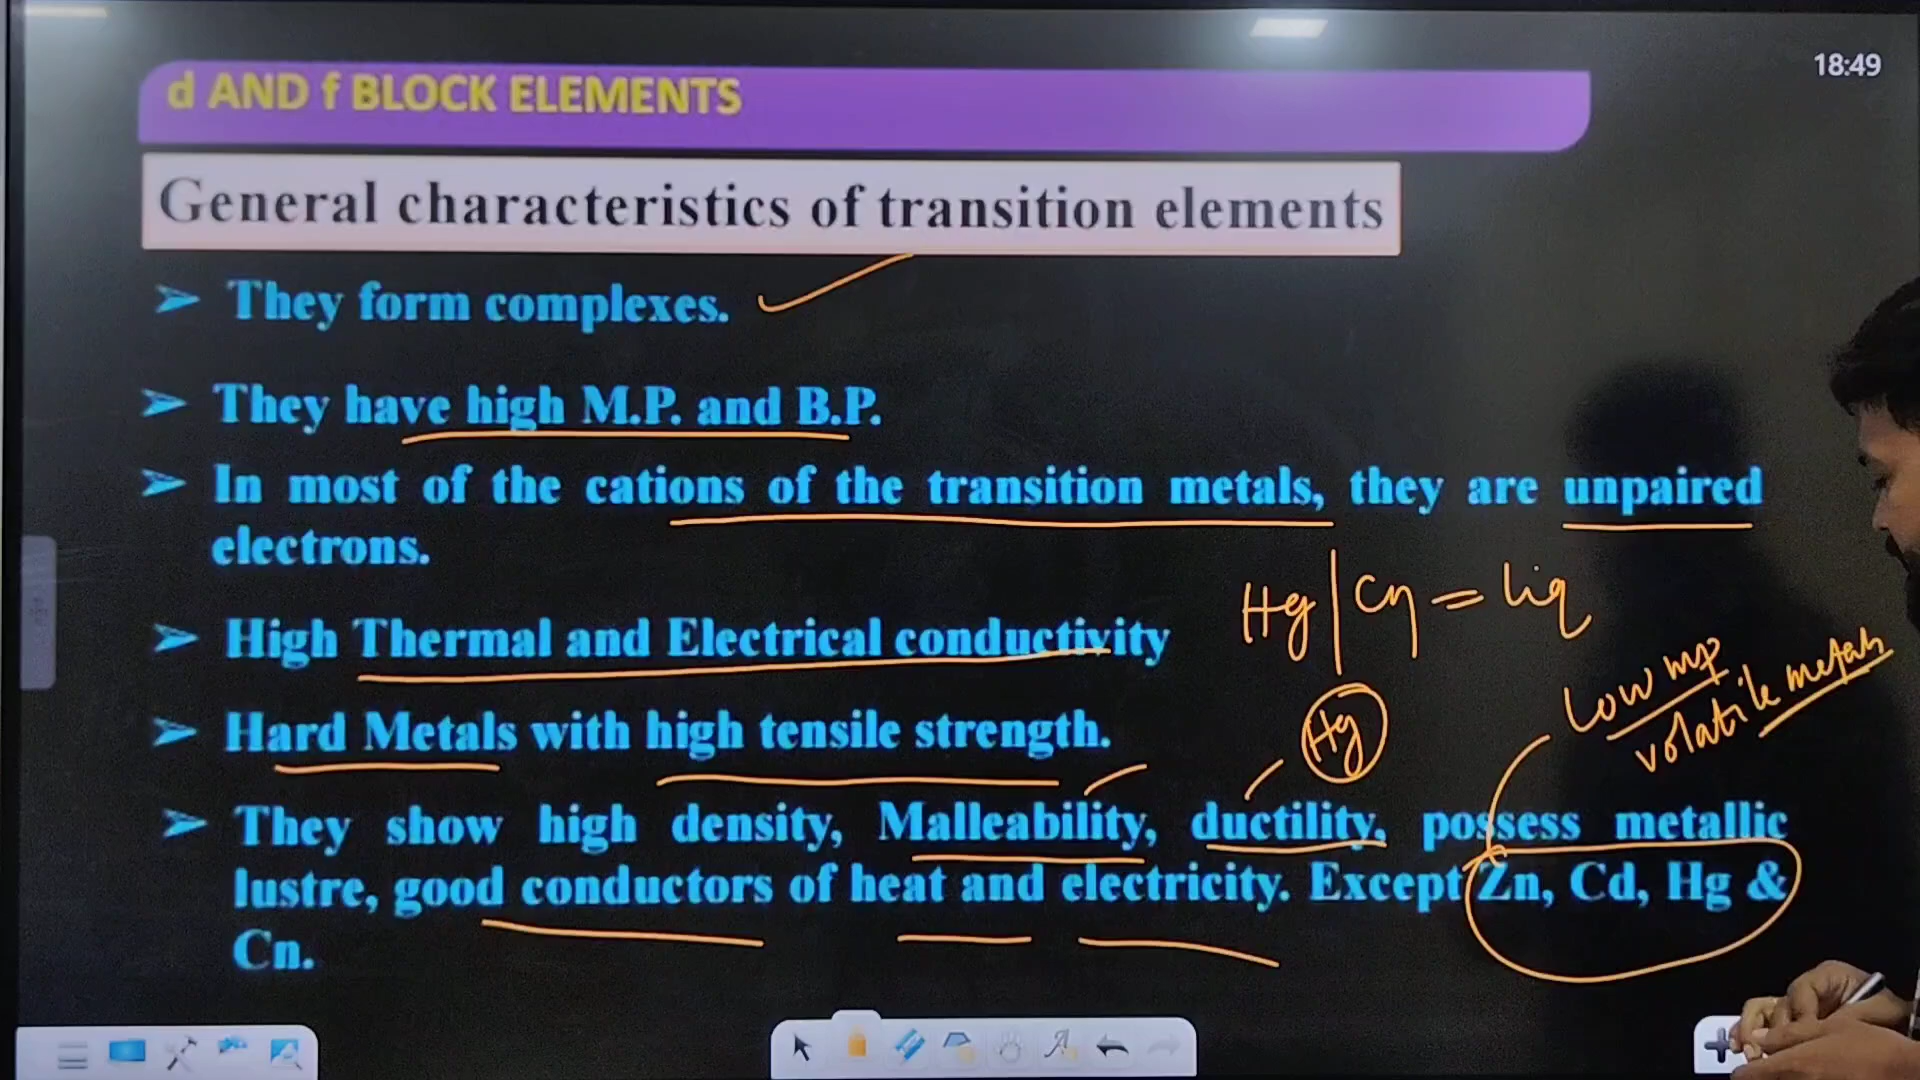 18:49
d AND f BLOCK ELEMENTS
General characteristics of transition elements
➢ They form complexes.
➢ They have high M.P. and B.P.
➢ In most of the cations of the transition metals, they are unpaired
electrons.
Hg | Cn = liq
➢ High Thermal and Electrical conductivity
Low mp
volatile metals
Hg
➢ Hard Metals with high tensile strength.
➢ They show high density, Malleability, ductility, possess metallic
lustre, good conductors of heat and electricity. Except Zn, Cd, Hg &
Cn.